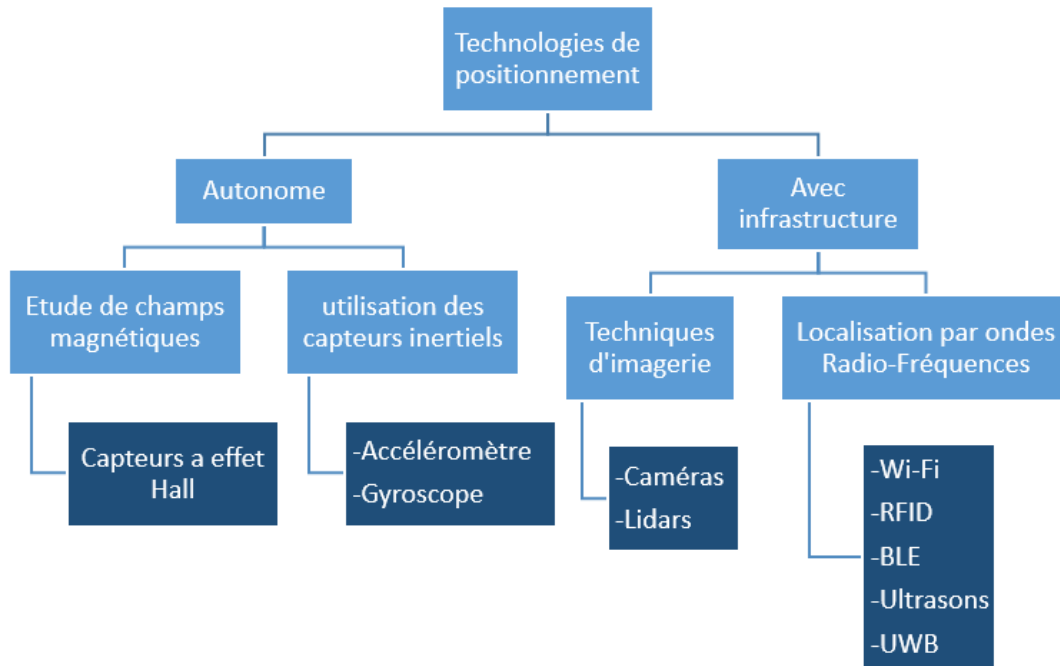 Technologies de
positionnement
Autonome
Avec
infrastructure
Etude de champs
magnétiques
utilisation des
capteurs inertiels
Techniques
d'imagerie
Localisation par ondes
Radio-Fréquences
Capteurs a effet
Hall
-Accéléromètre
-Gyroscope
-Caméras
-Lidars
-Wi-Fi
-RFID
-BLE
-Ultrasons
-UWB